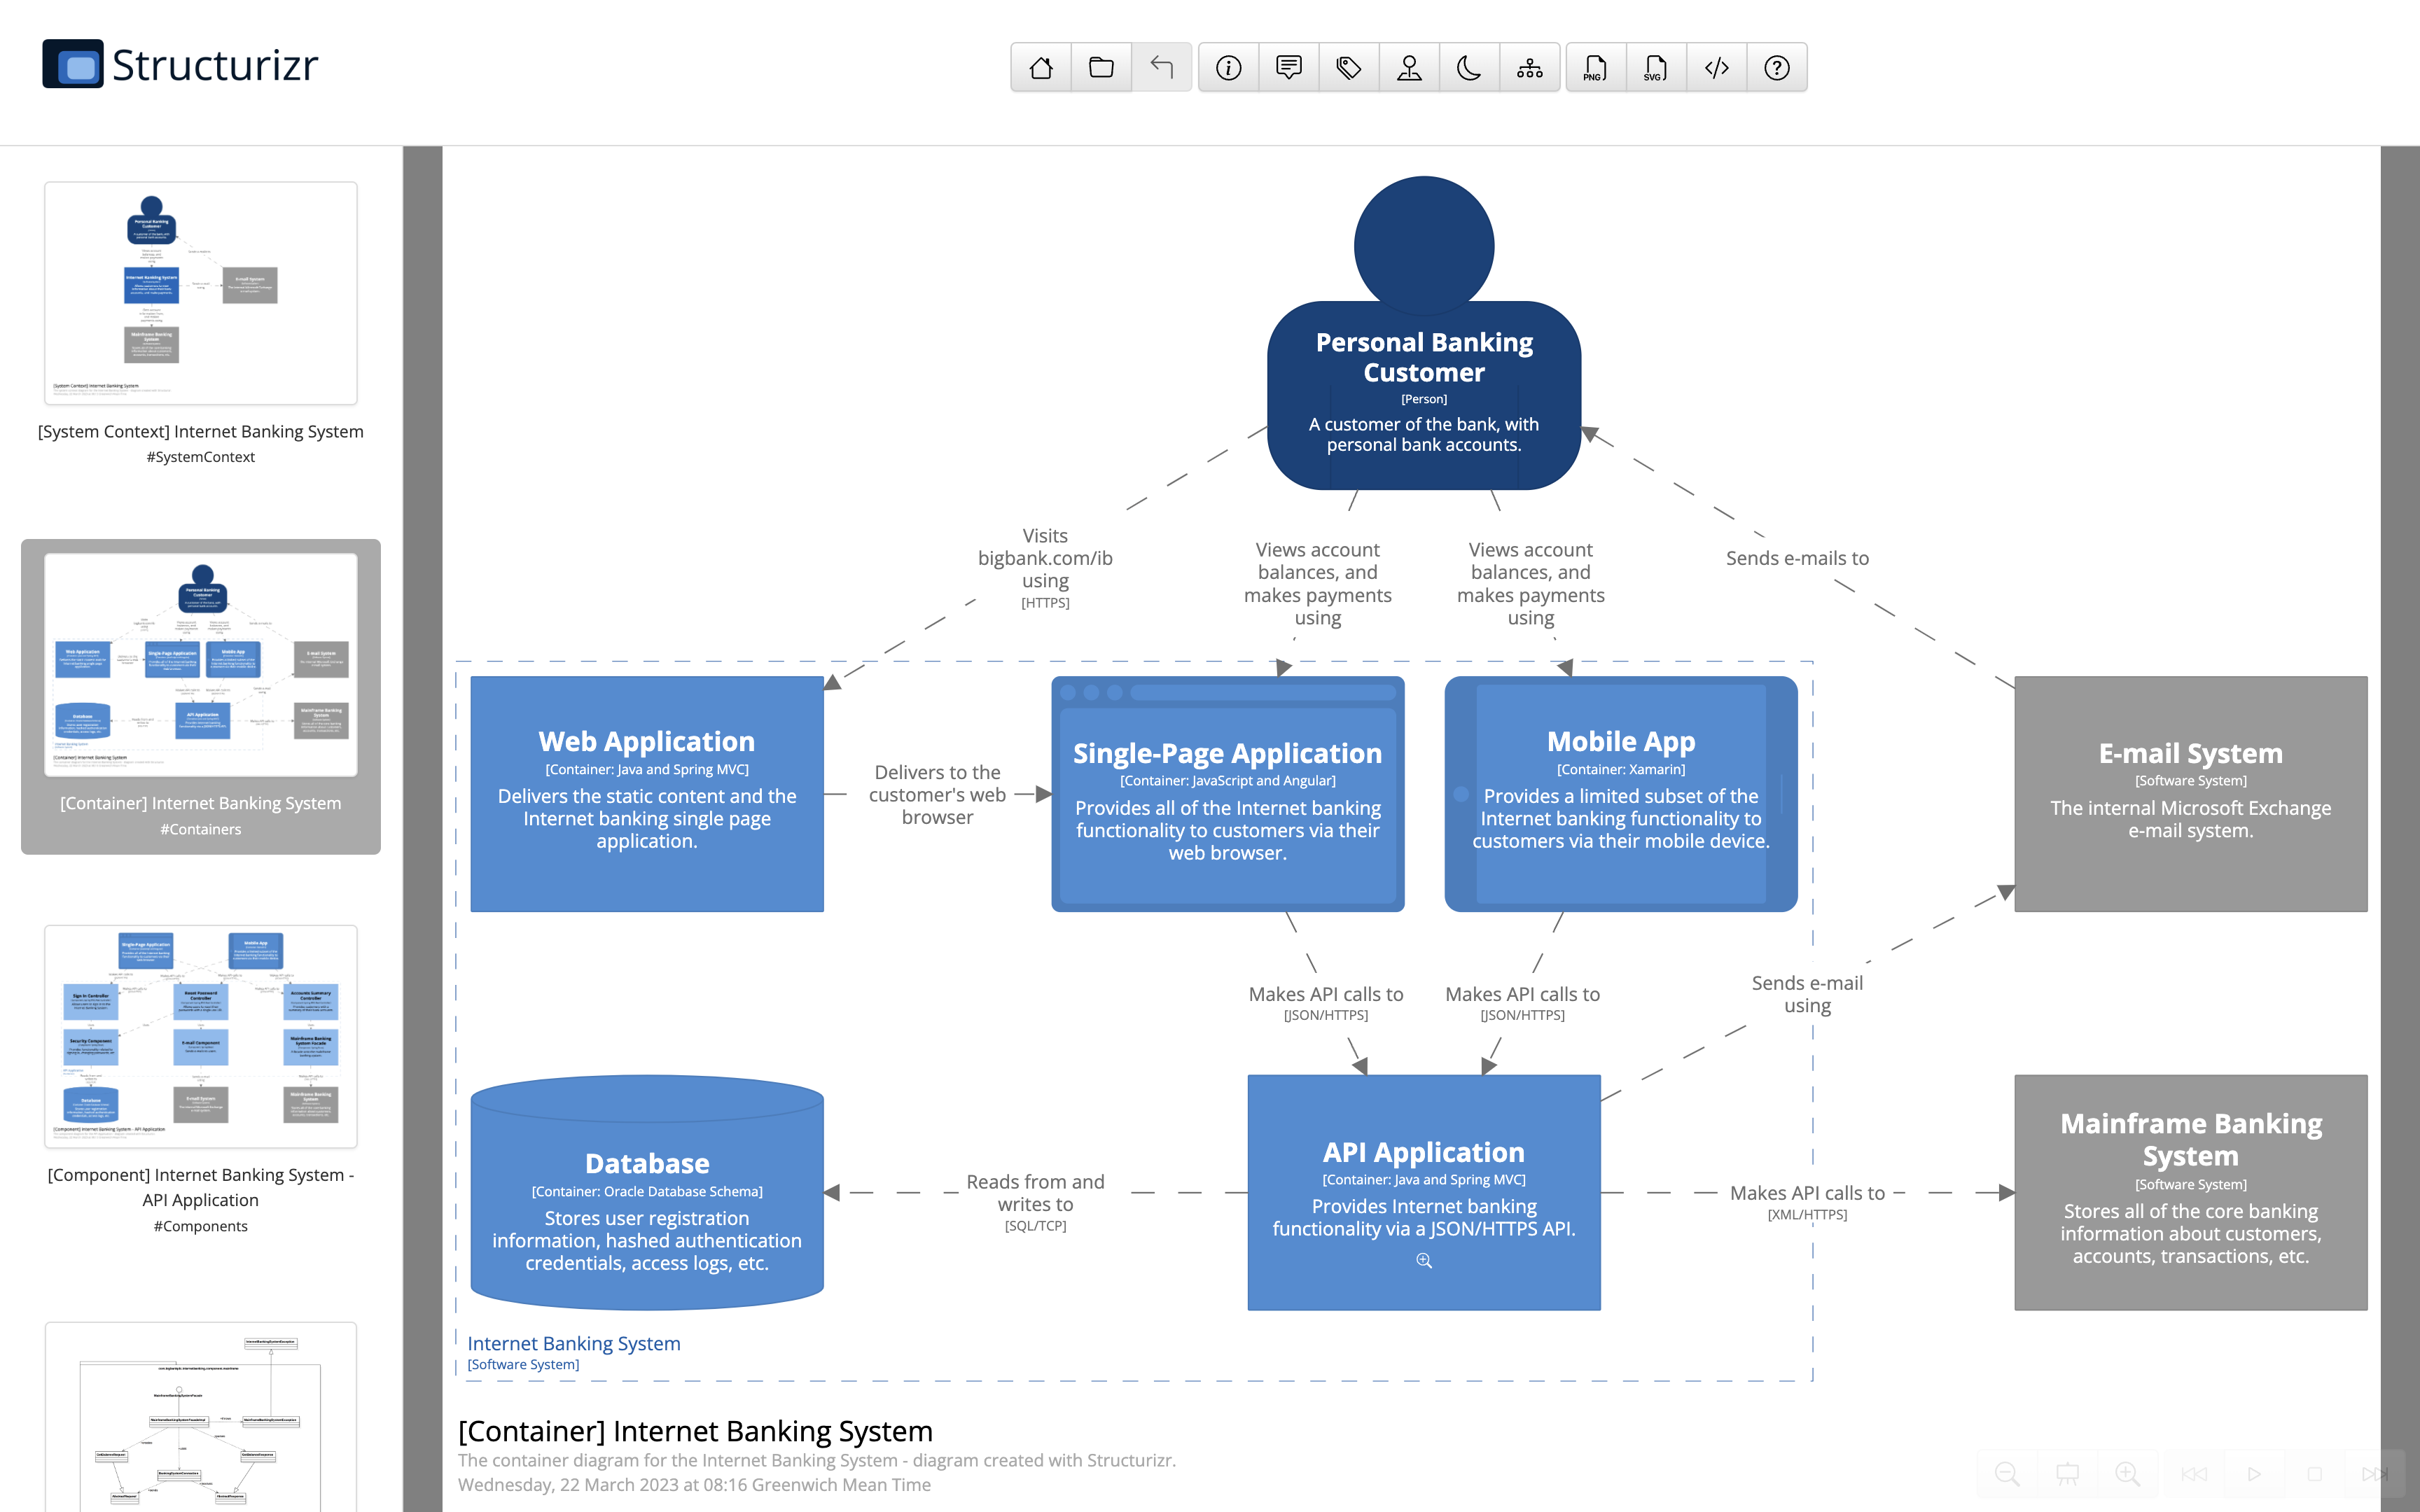 Structurizr
PNG
SVG
[System Context] Internet Banking System
#SystemContext
[Container] Internet Banking System
#Containers
[Component] Internet Banking System -
API Application
#Components
Personal Banking
Customer
[Person]
A customer of the bank, with
personal bank accounts.
Visits
bigbank.com/ib
using
[HTTPS]
Views account
balances, and
makes payments
using
Views account
balances, and
makes payments
using
Sends e-mails to
Web Application
[Container: Java and Spring MVC]
Delivers the static content and the
Internet banking single page
application.
Delivers to the
customer's web
browser
Single-Page Application
[Container: JavaScript and Angular]
Provides all of the Internet banking
functionality to customers via their
web browser.
Mobile App
[Container: Xamarin]
Provides a limited subset of the
Internet banking functionality to
customers via their mobile device.
E-mail System
[Software System]
The internal Microsoft Exchange
e-mail system.
Makes API calls to
[JSON/HTTPS]
Makes API calls to
[JSON/HTTPS]
Sends e-mail
using
Database
[Container: Oracle Database Schema]
Stores user registration
information, hashed authentication
credentials, access logs, etc.
Reads from and
writes to
[SQL/TCP]
API Application
[Container: Java and Spring MVC]
Provides Internet banking
functionality via a JSON/HTTPS API.
Makes API calls to
[XML/HTTPS]
Mainframe Banking
System
[Software System]
Stores all of the core banking
information about customers,
accounts, transactions, etc.
Internet Banking System
[Software System]
[Container] Internet Banking System
The container diagram for the Internet Banking System - diagram created with Structurizr.
Wednesday, 22 March 2023 at 08:16 Greenwich Mean Time